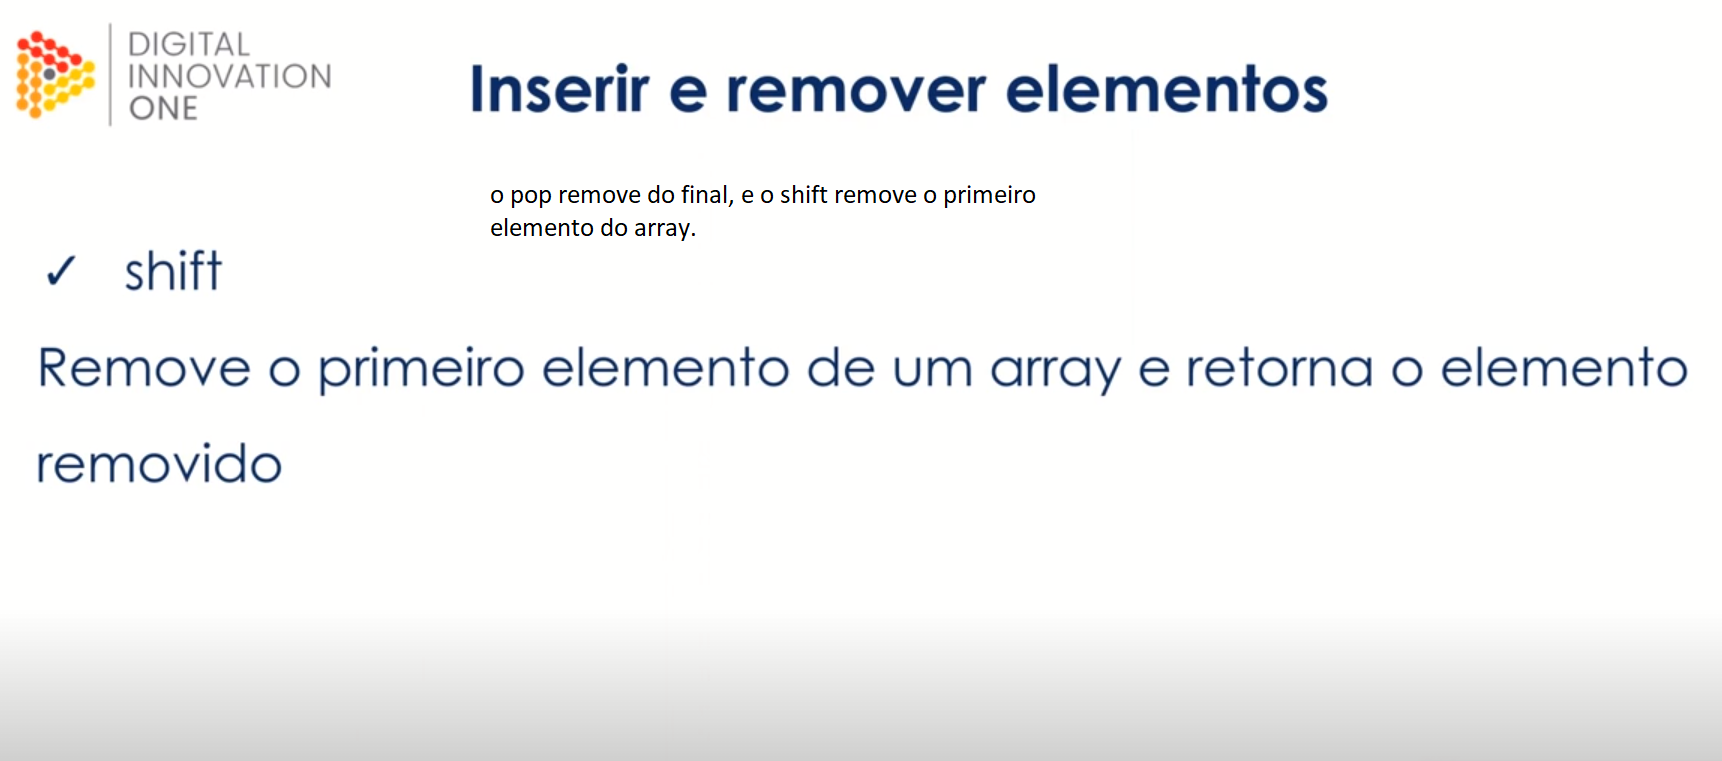 DIGITAL
INNOVATION
ONE
Inserir e remover elementos
o pop remove do final, e o shift remove o primeiro
elemento do array.
✓ shift
Remove o primeiro elemento de um array e retorna o elemento
removido